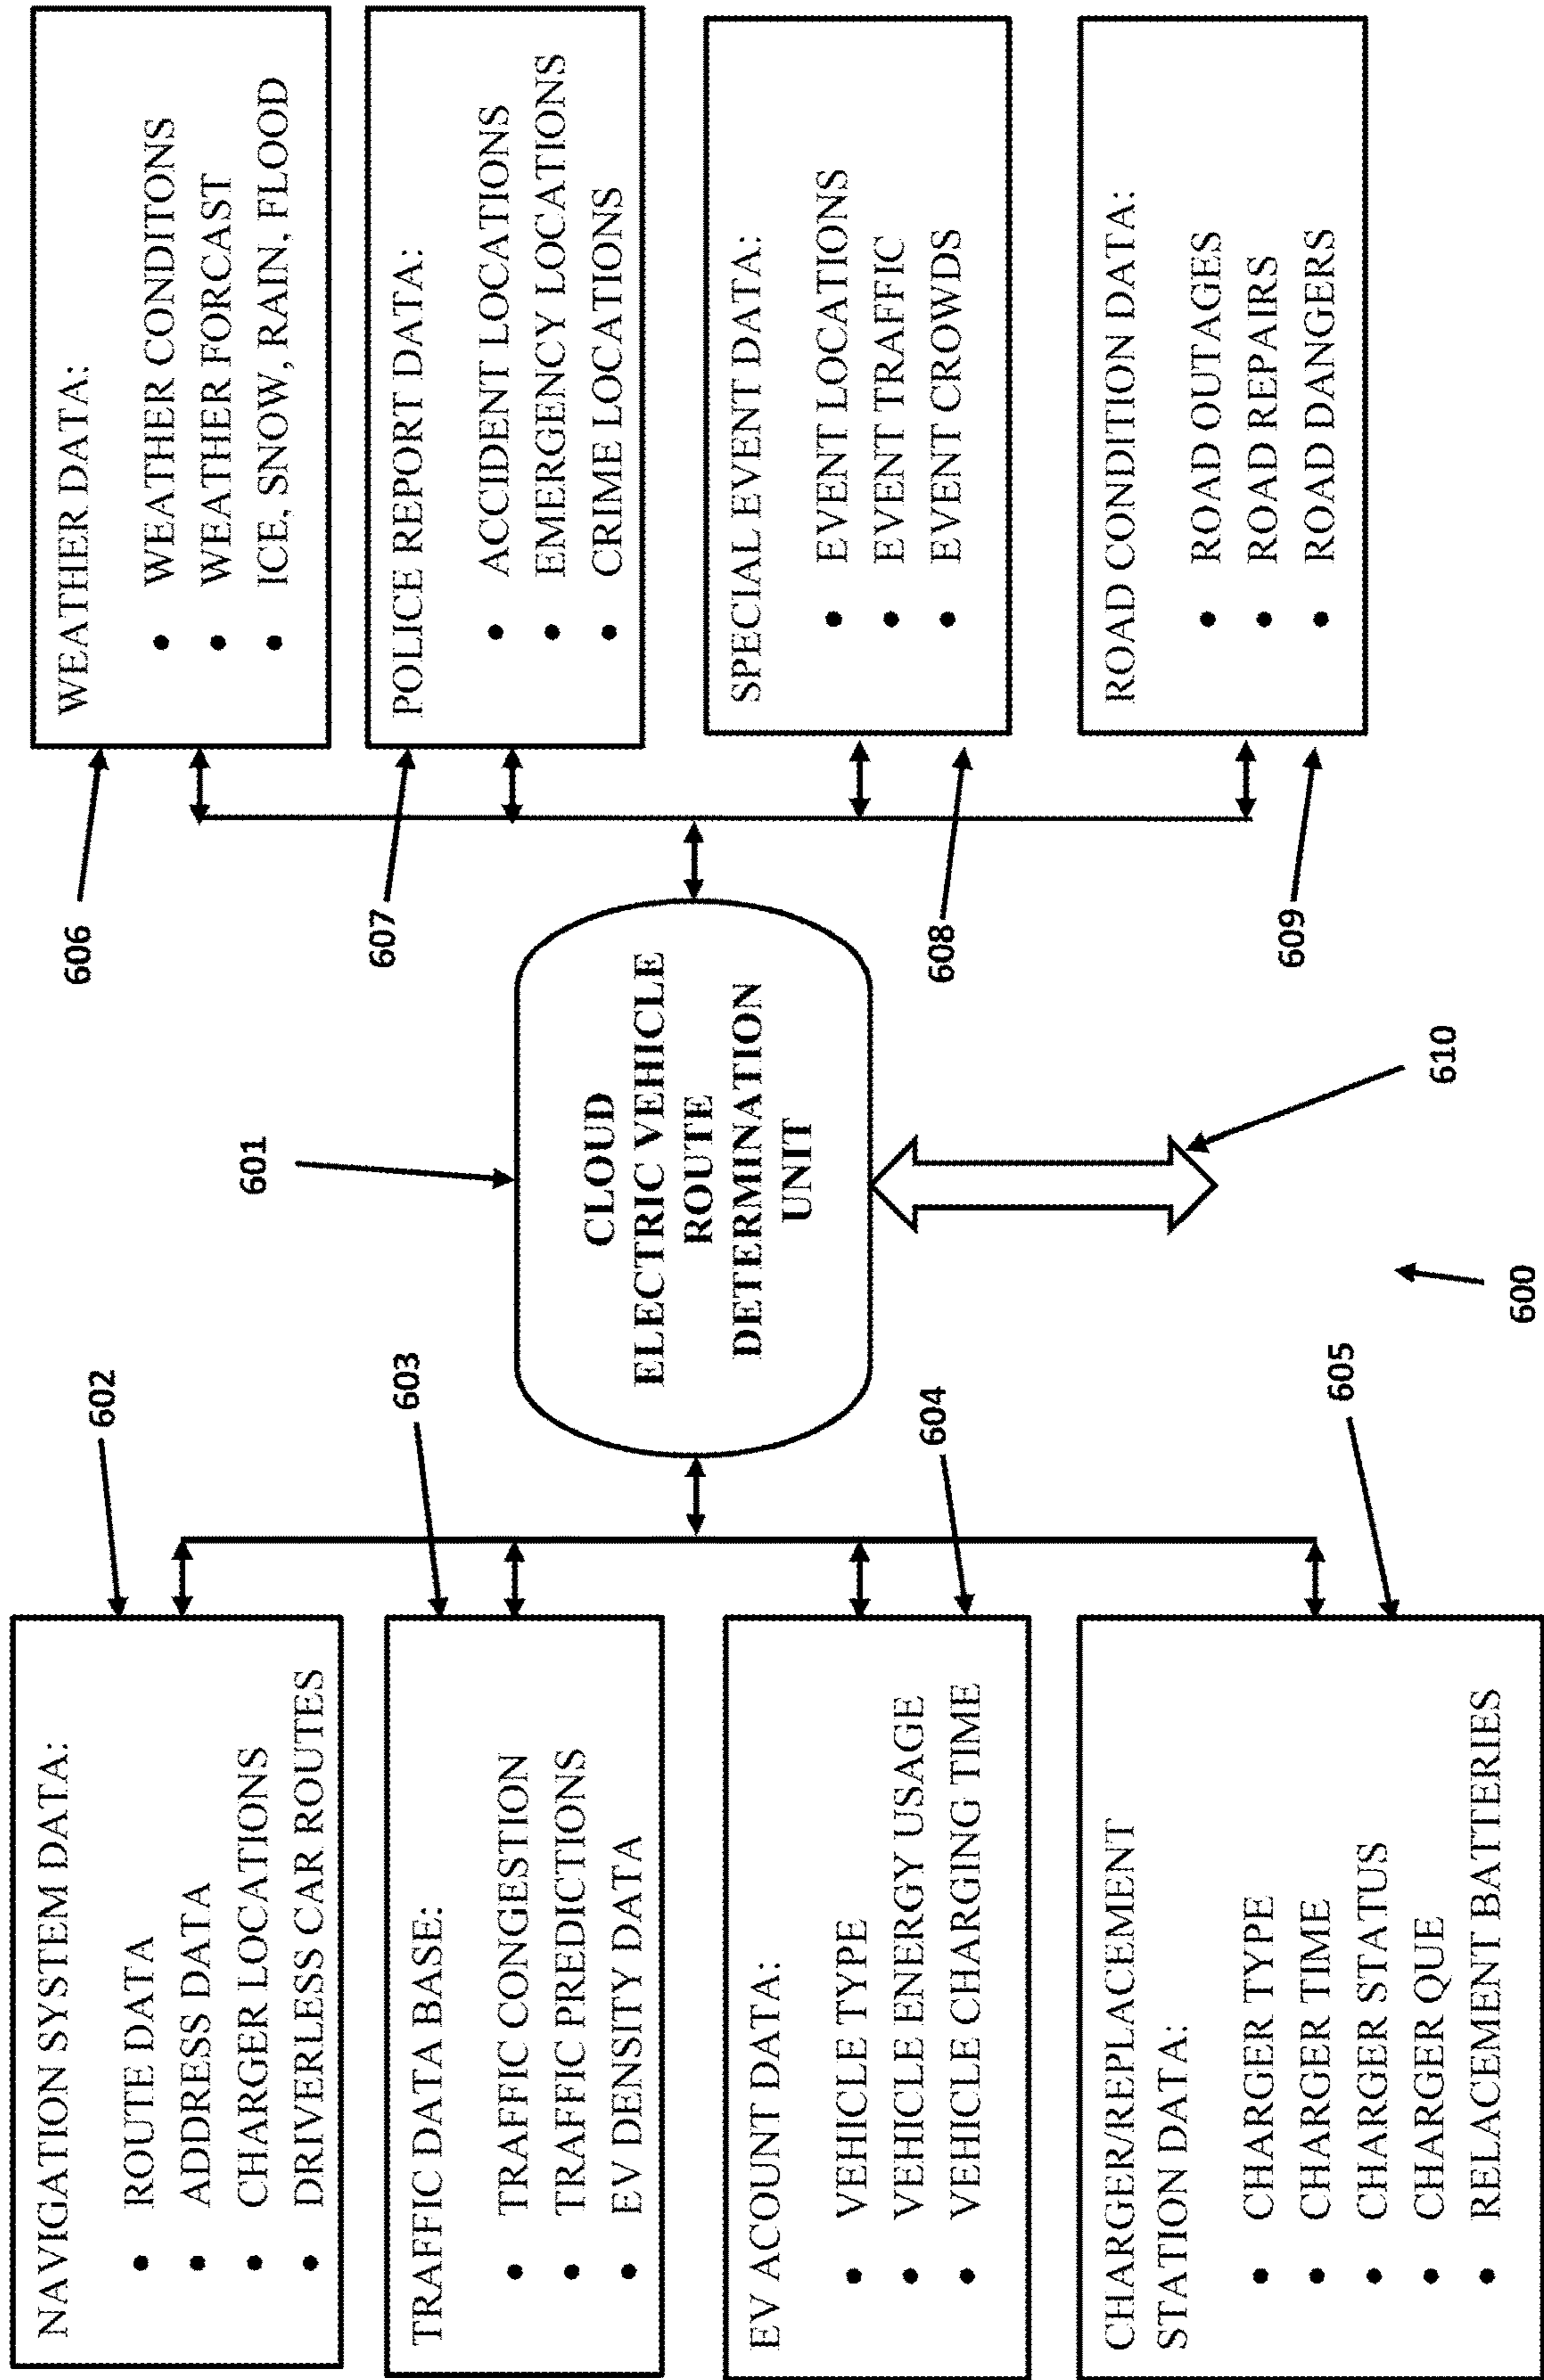 NAVIGATION SYSTEM DATA:
• ROUTE DATA
• ADDRESS DATA
• CHARGER LOCATIONS
• DRIVERLESS CAR ROUTES
602
TRAFFIC DATA BASE:
• TRAFFIC CONGESTION
• TRAFFIC PREDICTIONS
• EV DENSITY DATA
603
EV ACOUNT DATA:
• VEHICLE TYPE
• VEHICLE ENERGY USAGE
• VEHICLE CHARGING TIME
604
CHARGER/REPLACEMENT
STATION DATA:
• CHARGER TYPE
• CHARGER TIME
• CHARGER STATUS
• CHARGER QUE
• RELACEMENT BATTERIES
605
601
CLOUD
ELECTRIC VEHICLE
ROUTE
DETERMINATION
UNIT
610
600
WEATHER DATA:
• WEATHER CONDITONS
• WEATHER FORCAST
• ICE, SNOW, RAIN, FLOOD
606
POLICE REPORT DATA:
• ACCIDENT LOCATIONS
• EMERGENCY LOCATIONS
• CRIME LOCATIONS
607
SPECIAL EVENT DATA:
• EVENT LOCATIONS
• EVENT TRAFFIC
• EVENT CROWDS
608
ROAD CONDITION DATA:
• ROAD OUTAGES
• ROAD REPAIRS
• ROAD DANGERS
609